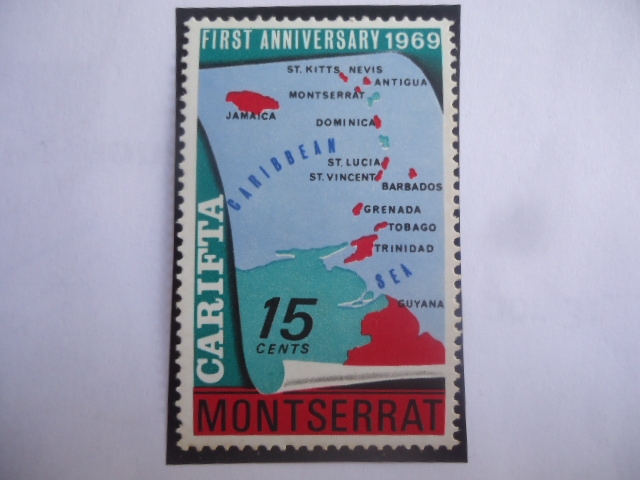 FIRST ANNIVERSARY 1969
ST. KITTS NEVIS
ANTIGUA
MONTSERRAT
JAMAICA
DOMINICA
CARIBBEAN
ST. LUCIA
ST. VINCENT
BARBADOS
GRENADA
TOBAGO
TRINIDAD
SEA
GUYANA
CARIFTA
15
CENTS
MONTSERRAT